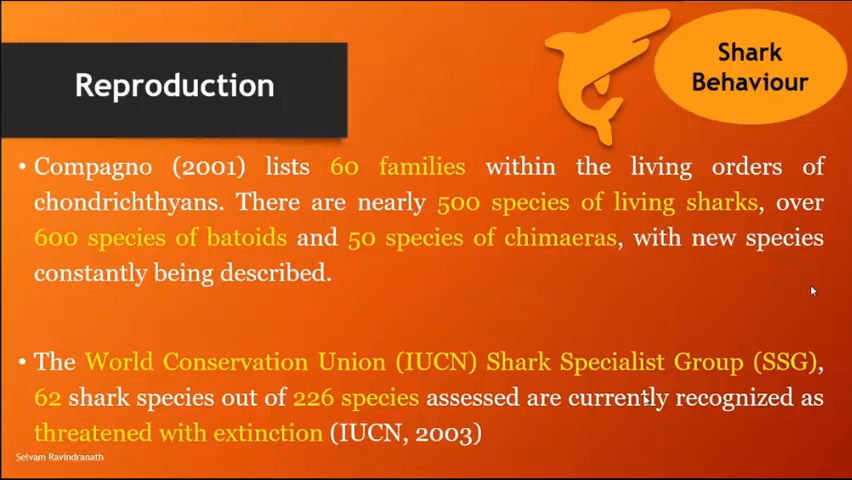 Shark
Behaviour
Reproduction
• Compagno (2001) lists 60 families within the living orders of
chondrichthyans. There are nearly 500 species of living sharks, over
600 species of batoids and 50 species of chimaeras, with new species
constantly being described.
• The World Conservation Union (IUCN) Shark Specialist Group (SSG),
62 shark species out of 226 species assessed are currently recognized as
threatened with extinction (IUCN, 2003)
Selvam Ravindranath